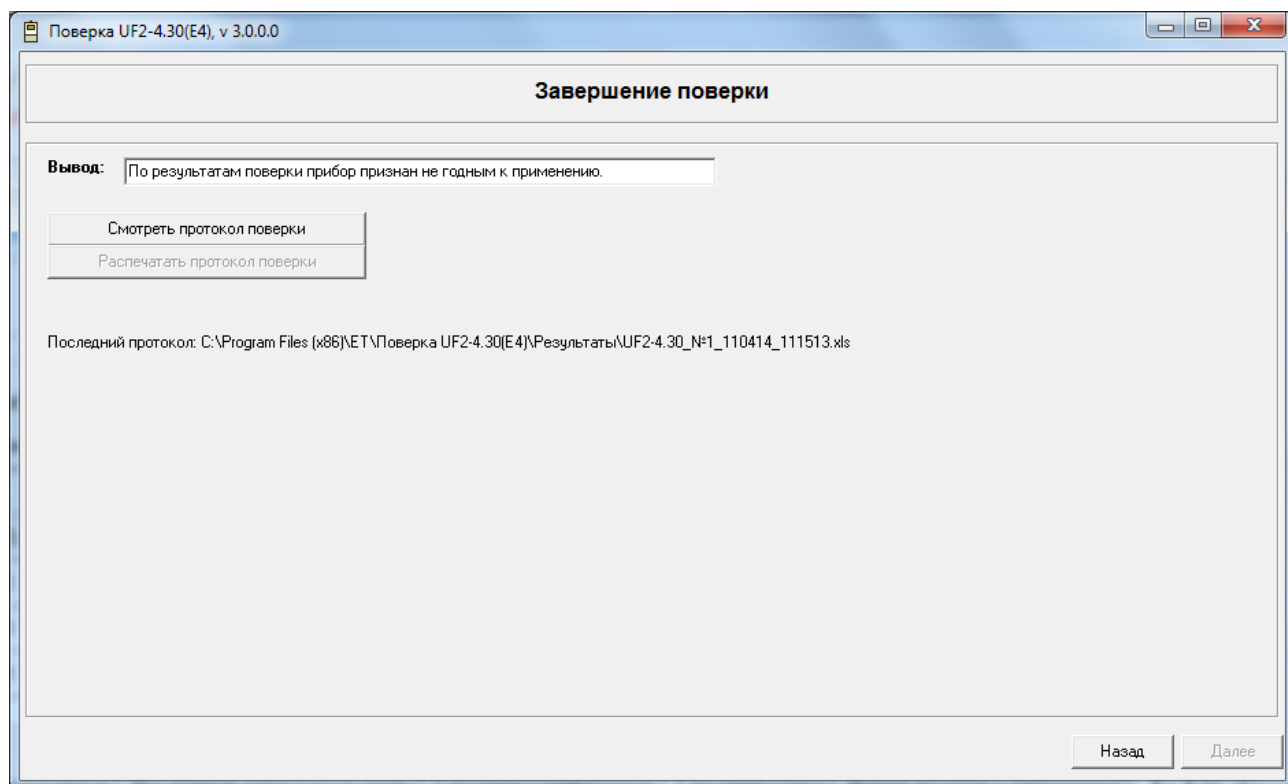 Поверка UF2-4.30(E4), v 3.0.0.0
Завершение поверки
Вывод: По результатам поверки прибор признан не годным к применению.
Смотреть протокол поверки
Распечатать протокол поверки
Последний протокол: C:\Program Files (x86)\ET\Поверка UF2-4.30(E4)\Результаты\UF2-4.30_№1_110414_111513.xls
Назад Далее